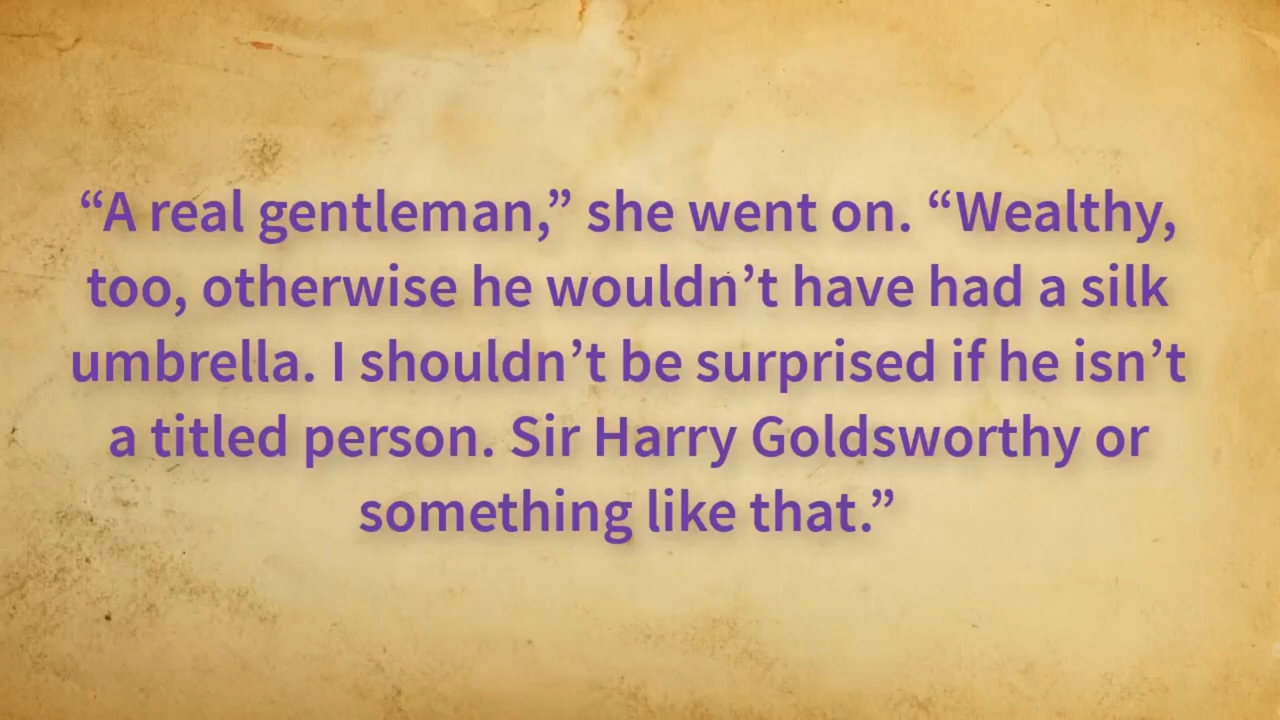 “A real gentleman,” she went on. “Wealthy,
too, otherwise he wouldn’t have had a silk
umbrella. I shouldn’t be surprised if he isn’t
a titled person. Sir Harry Goldsworthy or
something like that.”